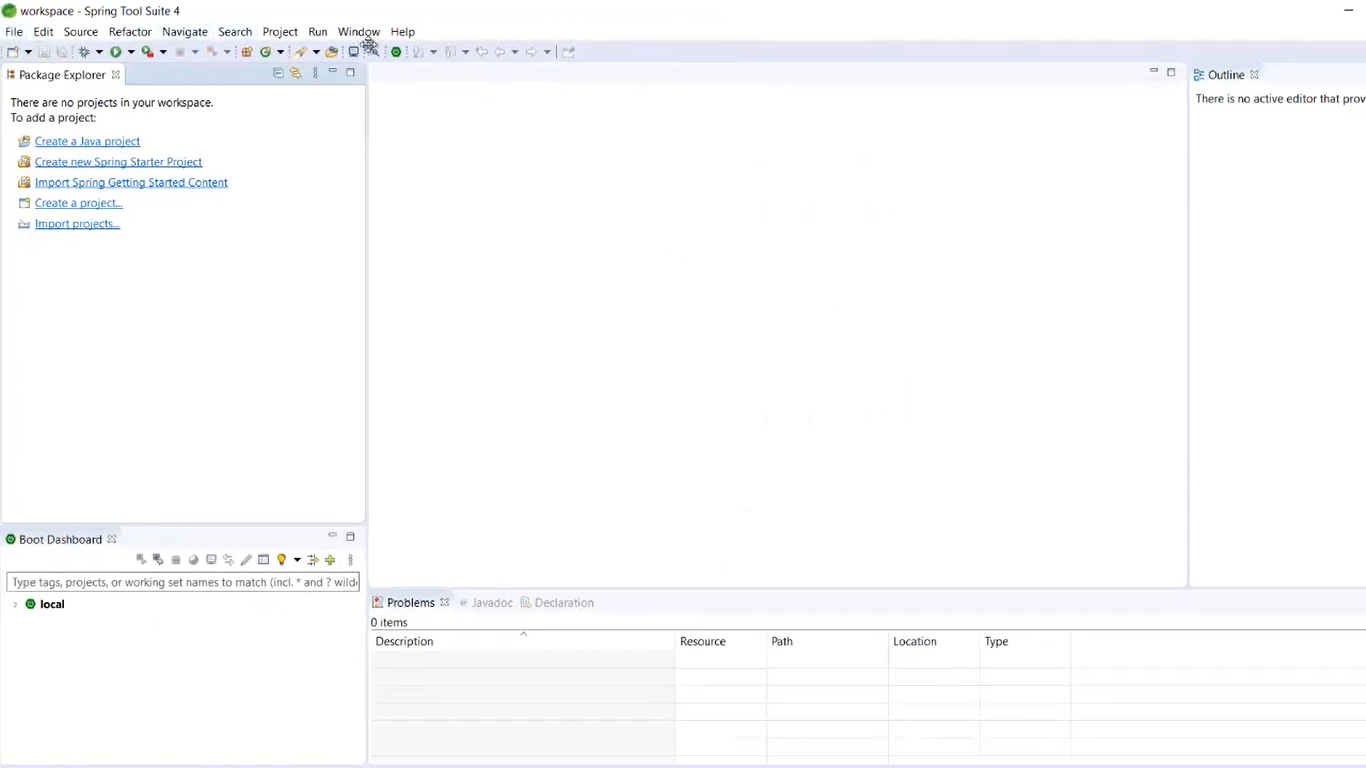 workspace - Spring Tool Suite 4
File Edit Source Refactor Navigate Search Project Run Window Help
Package Explorer
Outline
There are no projects in your workspace.
To add a project:
There is no active editor that prov
Create a Java project
Create new Spring Starter Project
Import Spring Getting Started Content
Create a project...
Import projects...
Boot Dashboard
Type tags, projects, or working set names to match (incl. * and ? wild
local
Problems Javadoc Declaration
0 items
Description Resource Path Location Type